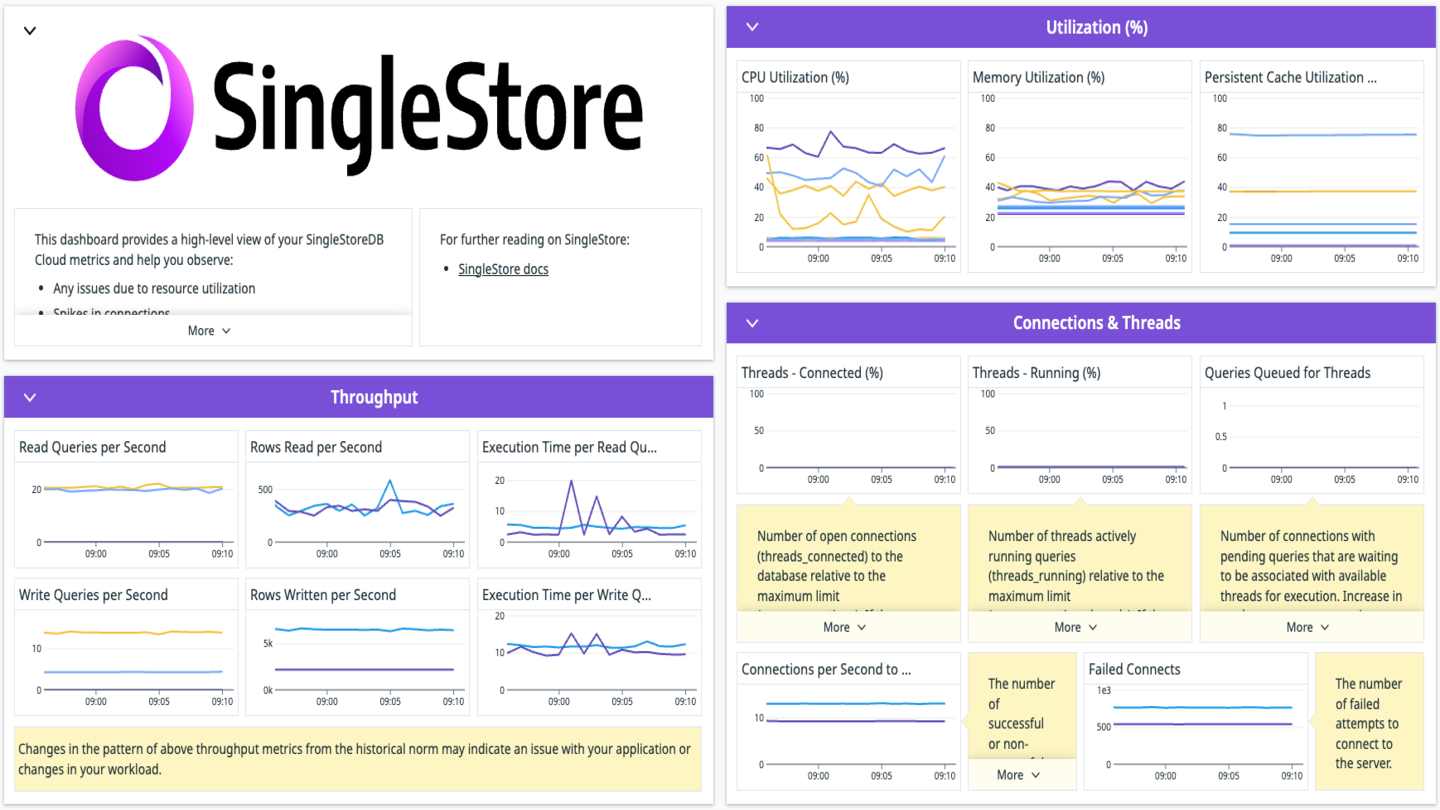 SingleStore
This dashboard provides a high-level view of your SingleStoreDB
Cloud metrics and help you observe:
• Any issues due to resource utilization
• Spikes in connections
More
For further reading on SingleStore:
• SingleStore docs
Throughput
Read Queries per Second
20
0
09:00 09:05 09:10
Rows Read per Second
500
0
09:00 09:05 09:10
Execution Time per Read Qu...
20
10
0
09:00 09:05 09:10
Write Queries per Second
10
0
09:00 09:05 09:10
Rows Written per Second
5k
0k
09:00 09:05 09:10
Execution Time per Write Q...
20
10
0
09:00 09:05 09:10
Changes in the pattern of above throughput metrics from the historical norm may indicate an issue with your application or
changes in your workload.
Utilization (%)
CPU Utilization (%)
100
80
60
40
20
0
09:00 09:05 09:10
Memory Utilization (%)
100
80
60
40
20
0
09:00 09:05 09:10
Persistent Cache Utilization ...
100
80
60
40
20
0
09:00 09:05 09:10
Connections & Threads
Threads - Connected (%)
100
50
0
09:00 09:05 09:10
Threads - Running (%)
100
50
0
09:00 09:05 09:10
Queries Queued for Threads
1
0.5
0
09:00 09:05 09:10
Number of open connections
(threads_connected) to the
database relative to the
maximum limit
More
Number of threads actively
running queries
(threads_running) relative to the
maximum limit
More
Number of connections with
pending queries that are waiting
to be associated with available
threads for execution. Increase in
More
Connections per Second to ...
10
0
09:00 09:05 09:10
The number
of
successful
or non-
More
Failed Connects
1e3
500
0
09:00 09:05 09:10
The number
of failed
attempts to
connect to
the server.